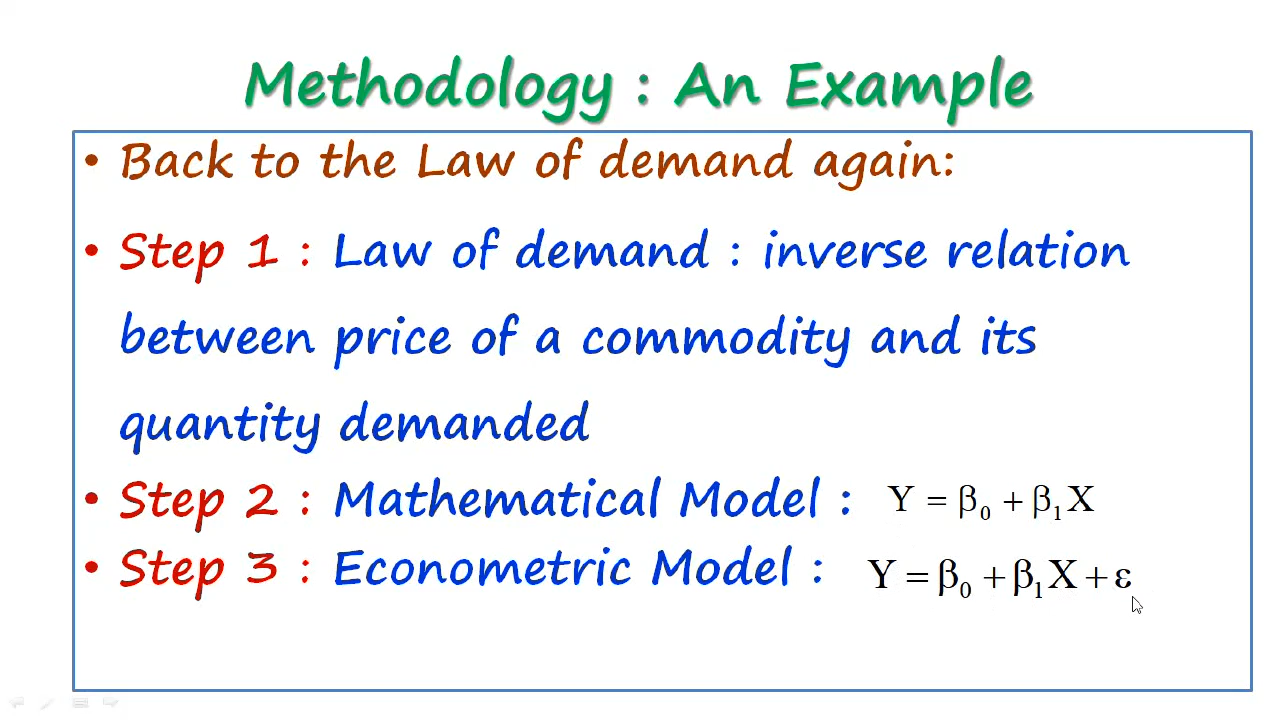 Methodology : An Example
• Back to the Law of demand again:
• Step 1 : Law of demand : inverse relation
between price of a commodity and its
quantity demanded
• Step 2 : Mathematical Model : Y = β₀ + β₁X
• Step 3 : Econometric Model : Y = β₀ + β₁X + ε